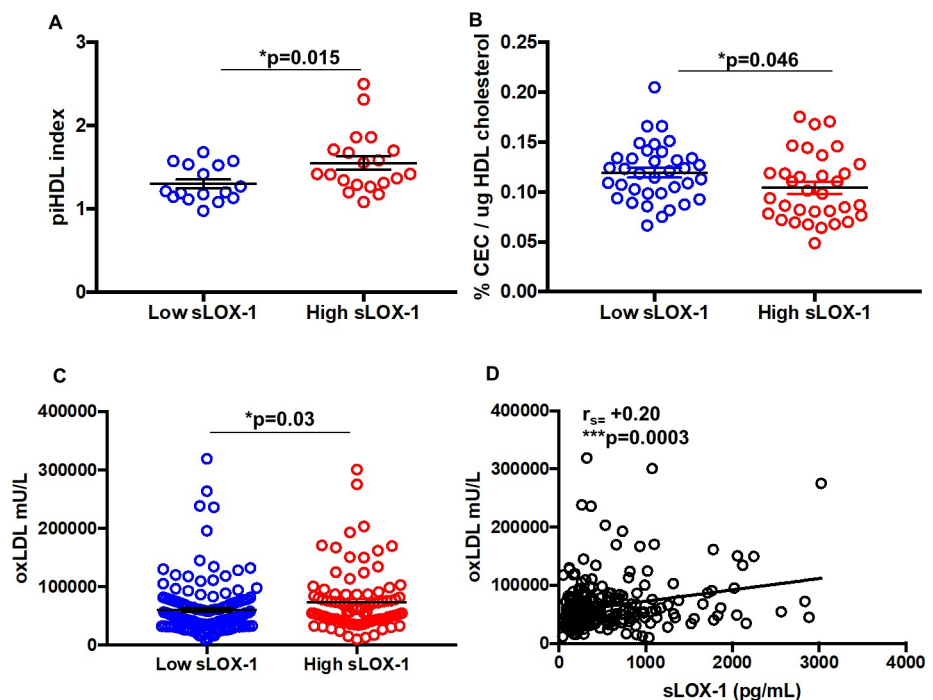 A
piHDL index
3
2
1
0
*p=0.015
Low sLOX-1
High sLOX-1
B
% CEC / ug HDL cholesterol
0.25
0.20
0.15
0.10
0.05
0.00
*p=0.046
Low sLOX-1
High sLOX-1
C
oxLDL mU/L
400000
300000
200000
100000
0
*p=0.03
Low sLOX-1
High sLOX-1
D
oxLDL mU/L
400000
300000
200000
100000
0
rs= +0.20
***p=0.0003
0 1000 2000 3000 4000
sLOX-1 (pg/mL)